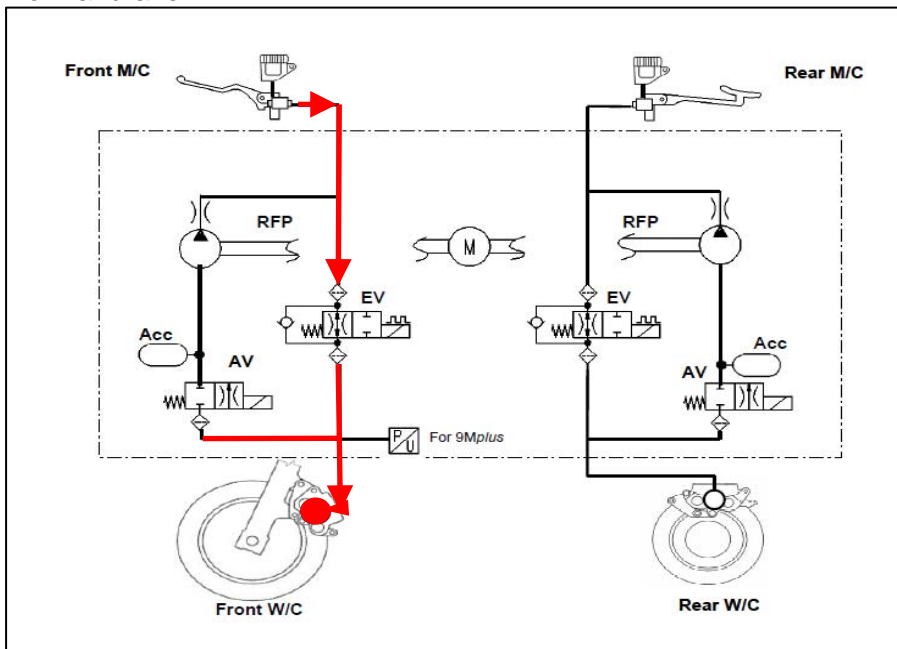 Front M/C
Rear M/C
RFP
M
RFP
EV
EV
Acc
AV
Acc
AV
P/U
For 9Mplus
Front W/C
Rear W/C